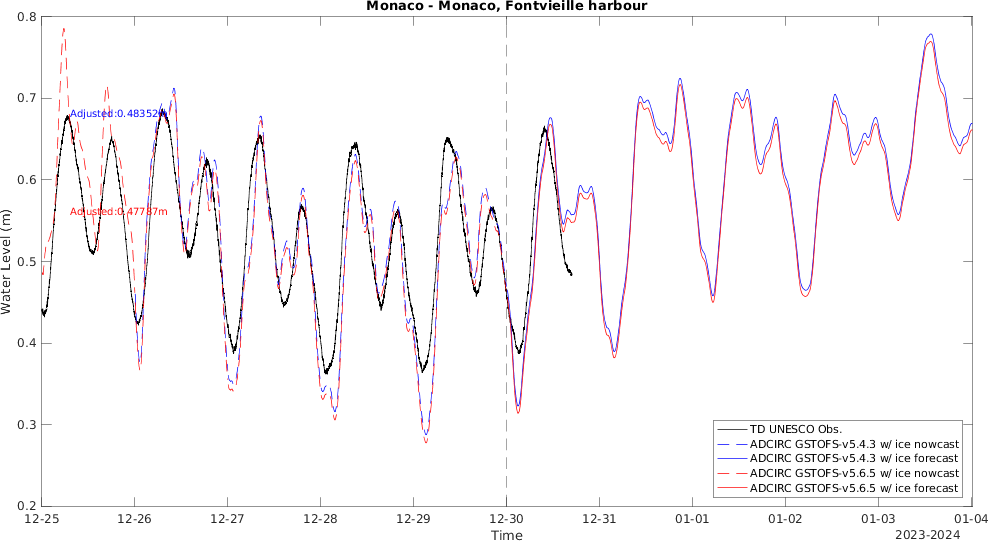 Monaco - Monaco, Fontvieille harbour
0.8
0.7
0.6
0.5
0.4
0.3
0.2
Water Level (m)
Adjusted:0.48352m
Adjusted:0.47787m
TD UNESCO Obs.
ADCIRC GSTOFS-v5.4.3 w/ ice nowcast
ADCIRC GSTOFS-v5.4.3 w/ ice forecast
ADCIRC GSTOFS-v5.6.5 w/ ice nowcast
ADCIRC GSTOFS-v5.6.5 w/ ice forecast
12-25 12-26 12-27 12-28 12-29 12-30 12-31 01-01 01-02 01-03 01-04
Time
2023-2024